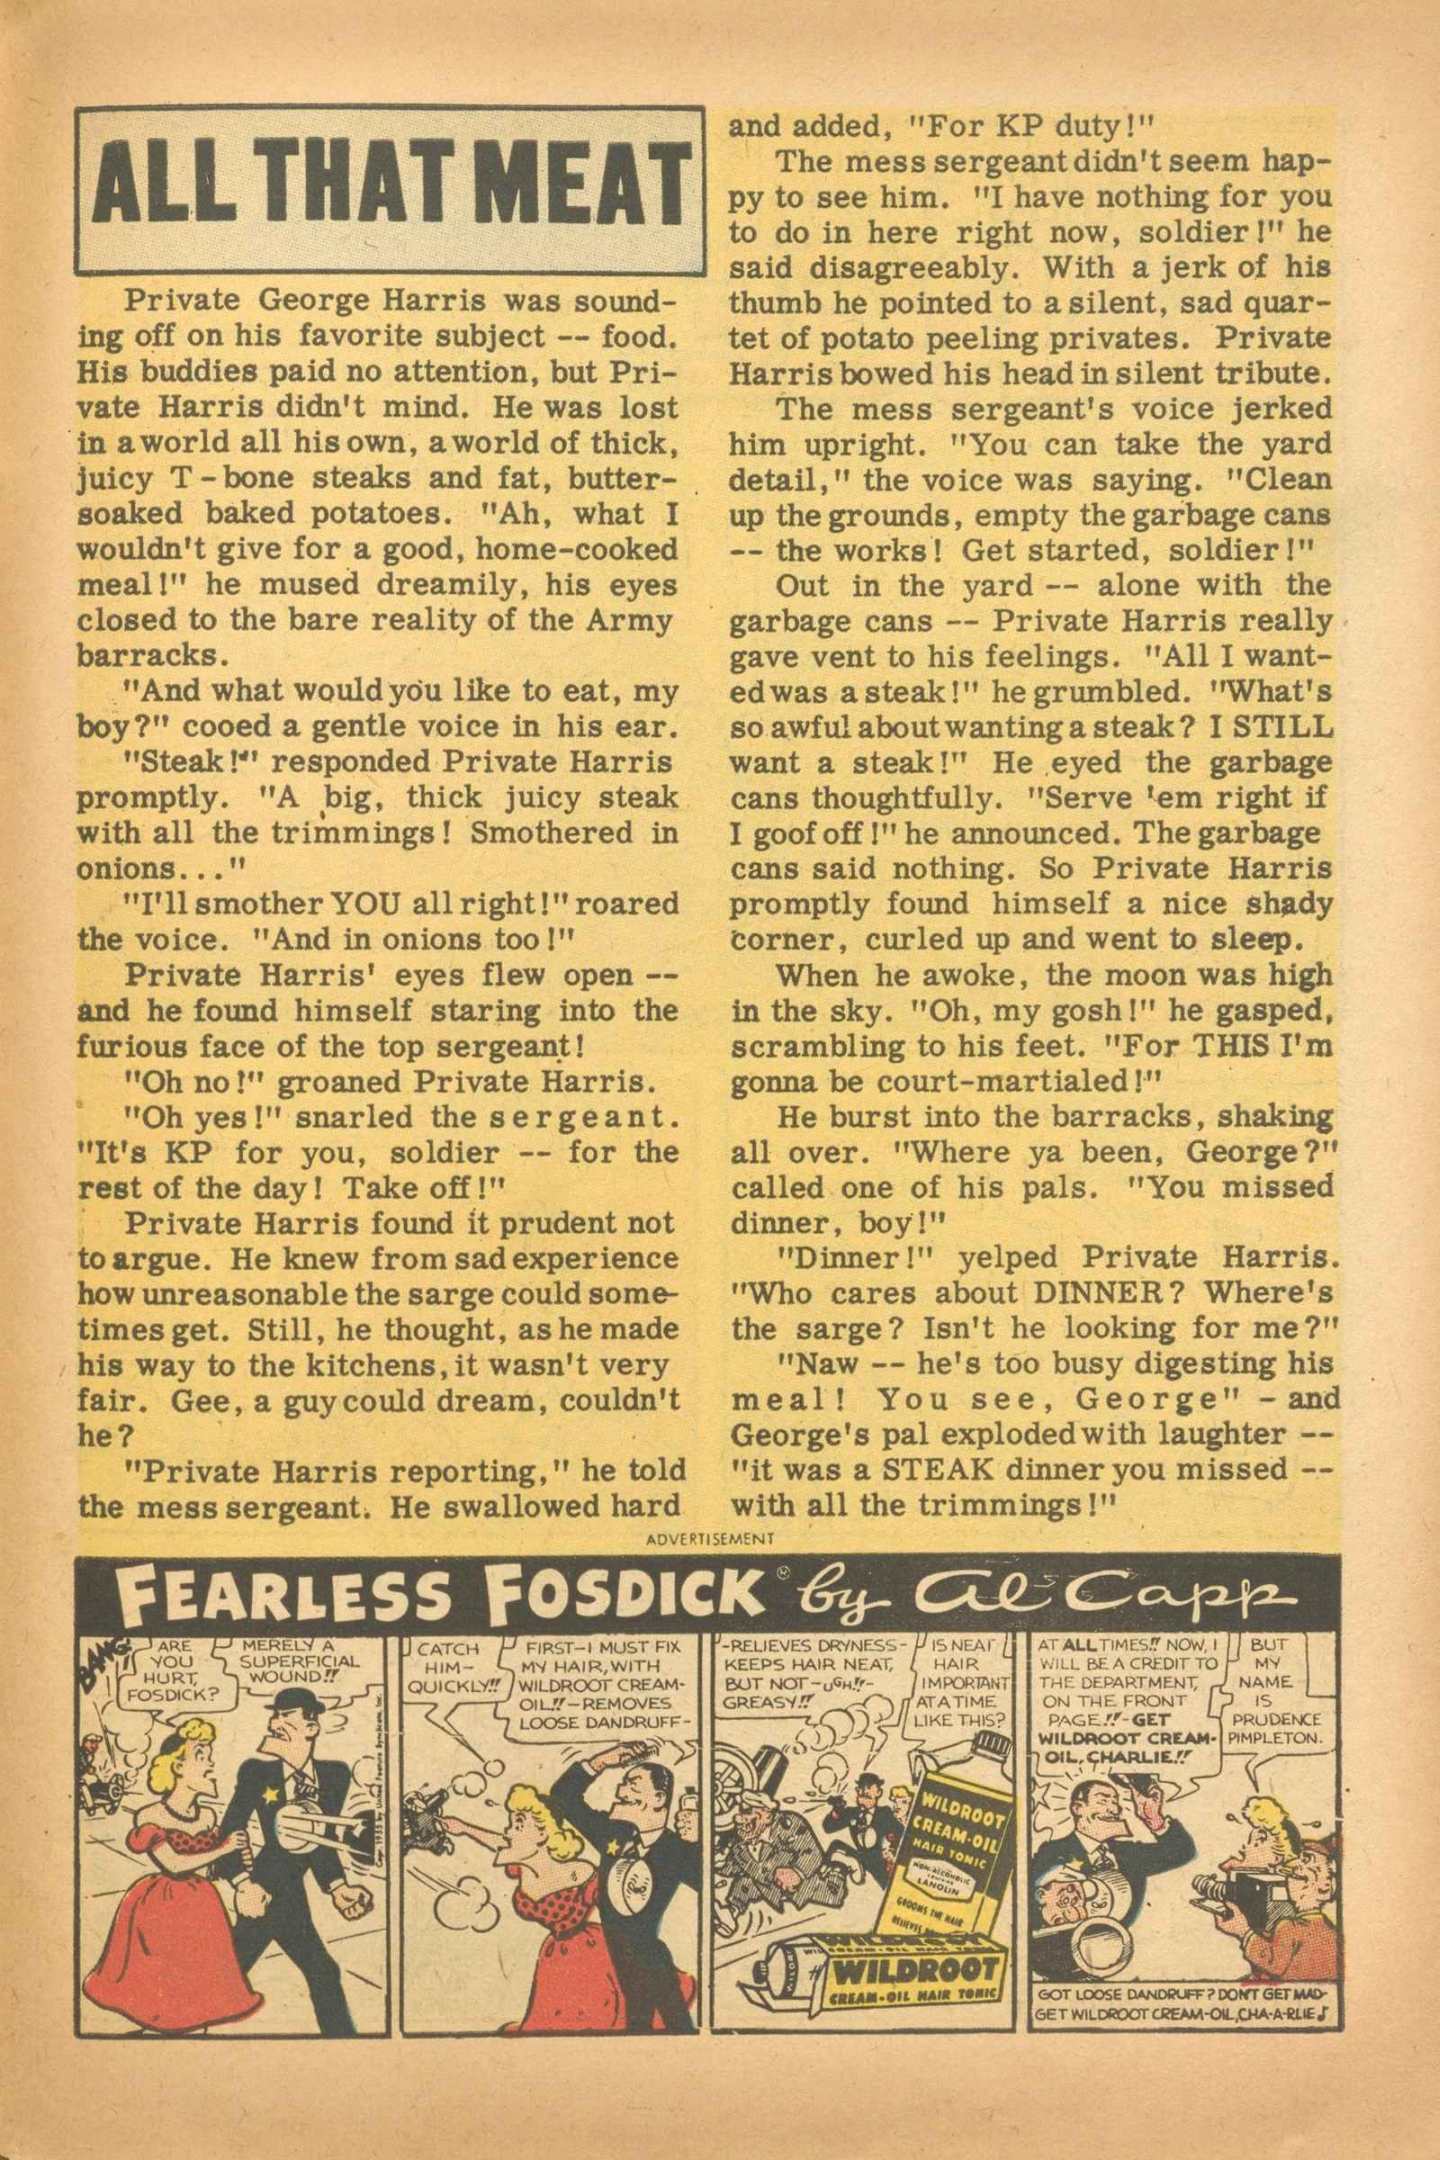 ALL THAT MEAT
Private George Harris was sound-
ing off on his favorite subject -- food.
His buddies paid no attention, but Pri-
vate Harris didn't mind. He was lost
in a world all his own, a world of thick,
juicy T-bone steaks and fat, butter-
soaked baked potatoes. "Ah, what I
wouldn't give for a good, home-cooked
meal!" he mused dreamily, his eyes
closed to the bare reality of the Army
barracks.
"And what would you like to eat, my
boy?" cooed a gentle voice in his ear.
"Steak!" responded Private Harris
promptly. "A big, thick juicy steak
with all the trimmings! Smothered in
onions..."
"I'll smother YOU all right!" roared
the voice. "And in onions too!"
Private Harris' eyes flew open --
and he found himself staring into the
furious face of the top sergeant!
"Oh no!" groaned Private Harris.
"Oh yes!" snarled the sergeant.
"It's KP for you, soldier -- for the
rest of the day! Take off!"
Private Harris found it prudent not
to argue. He knew from sad experience
how unreasonable the sarge could some-
times get. Still, he thought, as he made
his way to the kitchens, it wasn't very
fair. Gee, a guy could dream, couldn't
he?
"Private Harris reporting," he told
the mess sergeant. He swallowed hard
and added, "For KP duty!"
The mess sergeant didn't seem hap-
py to see him. "I have nothing for you
to do in here right now, soldier!" he
said disagreeably. With a jerk of his
thumb he pointed to a silent, sad quar-
tet of potato peeling privates. Private
Harris bowed his head in silent tribute.
The mess sergeant's voice jerked
him upright. "You can take the yard
detail," the voice was saying. "Clean
up the grounds, empty the garbage cans
-- the works! Get started, soldier!"
Out in the yard -- alone with the
garbage cans -- Private Harris really
gave vent to his feelings. "All I want-
ed was a steak!" he grumbled. "What's
so awful about wanting a steak? I STILL
want a steak!" He eyed the garbage
cans thoughtfully. "Serve 'em right if
I goof off!" he announced. The garbage
cans said nothing. So Private Harris
promptly found himself a nice shady
corner, curled up and went to sleep.
When he awoke, the moon was high
in the sky. "Oh, my gosh!" he gasped,
scrambling to his feet. "For THIS I'm
gonna be court-martialed!"
He burst into the barracks, shaking
all over. "Where ya been, George?"
called one of his pals. "You missed
dinner, boy!"
"Dinner!" yelped Private Harris.
"Who cares about DINNER? Where's
the sarge? Isn't he looking for me?"
"Naw -- he's too busy digesting his
meal! You see, George" - and
George's pal exploded with laughter --
"it was a STEAK dinner you missed --
with all the trimmings!"
ADVERTISEMENT
FEARLESS FOSDICK ® by Al Capp
BANG!
ARE
YOU
HURT,
FOSDICK?
MERELY A
SUPERFICIAL
WOUND!!
CATCH
HIM-
QUICKLY!!
FIRST-I MUST FIX
MY HAIR, WITH
WILDROOT CREAM-
OIL!!-REMOVES
LOOSE DANDRUFF-
-RELIEVES DRYNESS-
KEEPS HAIR NEAT,
BUT NOT-UGH!!-
GREASY!!
IS NEAT
HAIR
IMPORTANT
AT A TIME
LIKE THIS?
WILDROOT
CREAM-OIL
HAIR TONIC
NON-ALCOHOLIC
LANOLIN
GROOMS THE HAIR
RELIEVES
WILDROOT
CREAM-OIL HAIR TONIC
AT ALL TIMES!! NOW, I
WILL BE A CREDIT TO
THE DEPARTMENT,
ON THE FRONT
PAGE!!-GET
WILDROOT CREAM-
OIL, CHARLIE!!
BUT
MY
NAME
IS
PRUDENCE
PIMPLETON.
GOT LOOSE DANDRUFF? DON'T GET MAD-
GET WILDROOT CREAM-OIL, CHA-A-RLIE♪